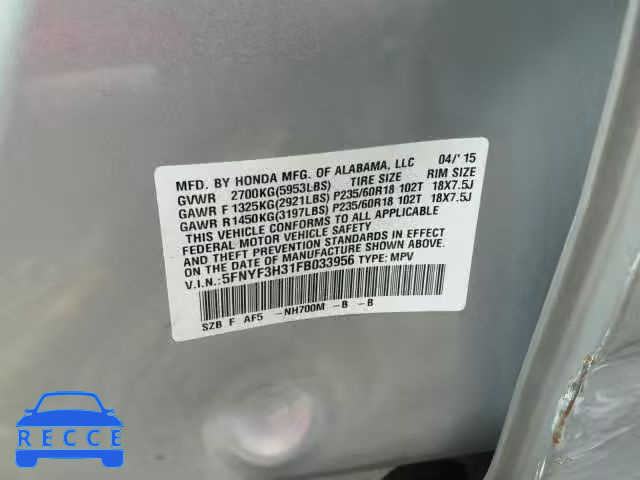 MFD. BY HONDA MFG. OF ALABAMA, LLC 04/'15
GVWR 2700KG(5953LBS) TIRE SIZE RIM SIZE
GAWR F 1325KG(2921LBS) P235/60R18 102T 18X7.5J
GAWR R 1450KG(3197LBS) P235/60R18 102T 18X7.5J
THIS VEHICLE CONFORMS TO ALL APPLICABLE
FEDERAL MOTOR VEHICLE SAFETY
AND THEFT PREVENTION STANDARDS IN EFFECT ON THE DATE OF MANUFACTURE SHOWN ABOVE.
V.I.N.: 5FNYF3H31FB033956 TYPE: MPV
SZB F AF5 -NH700M -B -B
RECCE